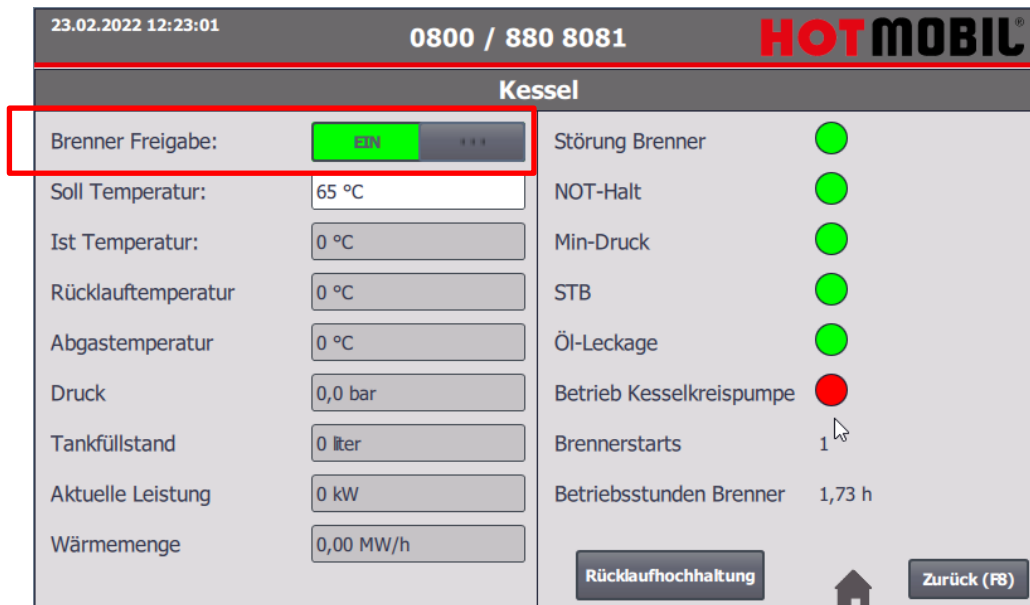 23.02.2022 12:23:01
0800 / 880 8081
HOTMOBIL®
Kessel
Brenner Freigabe: EIN
Soll Temperatur: 65 °C
Ist Temperatur: 0 °C
Rücklauftemperatur 0 °C
Abgastemperatur 0 °C
Druck 0,0 bar
Tankfüllstand 0 liter
Aktuelle Leistung 0 kW
Wärmemenge 0,00 MW/h
Störung Brenner
NOT-Halt
Min-Druck
STB
Öl-Leckage
Betrieb Kesselkreispumpe
Brennerstarts 1
Betriebsstunden Brenner 1,73 h
Rücklaufhochhaltung
Zurück (F8)